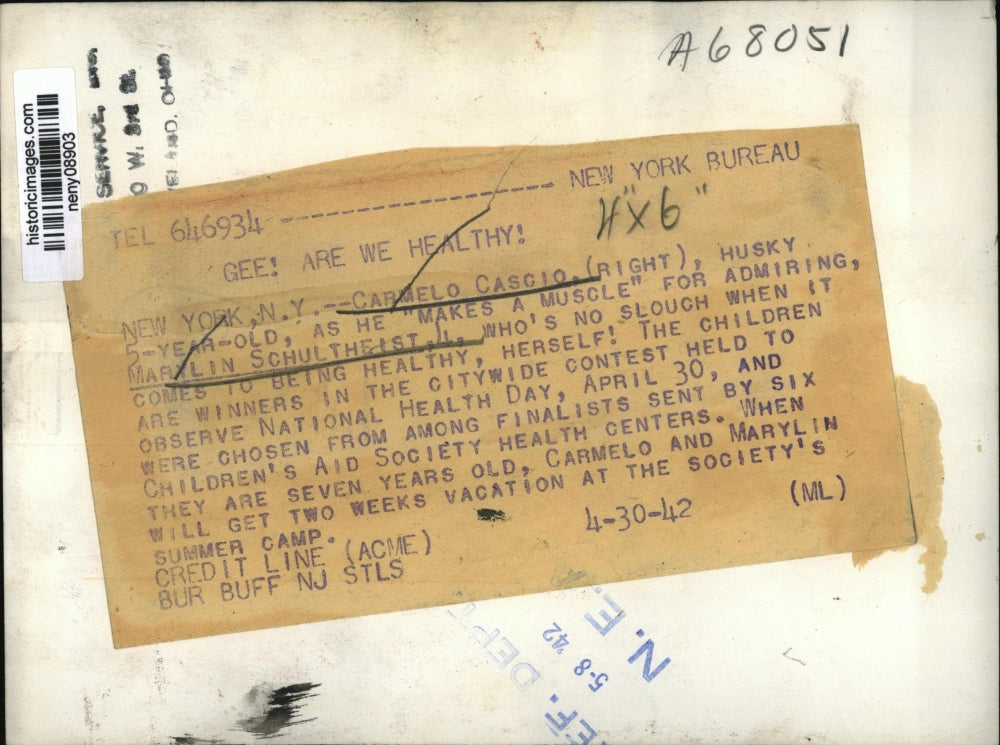 A68051
historicimages.com
neny08903
SERVICE,
W. 3rd St.
NEW YORK BUREAU
TEL 646934
4"X6"
GEE! ARE WE HEALTHY!
NEW YORK, N.Y.--CARMELO CASCIO, (RIGHT), HUSKY
5-YEAR-OLD, AS HE "MAKES A MUSCLE" FOR ADMIRING,
MARYLIN SCHULTHEIST, 4, WHO'S NO SLOUCH WHEN IT
COMES TO BEING HEALTHY, HERSELF! THE CHILDREN
ARE WINNERS IN THE CITYWIDE CONTEST HELD TO
OBSERVE NATIONAL HEALTH DAY, APRIL 30, AND
WERE CHOSEN FROM AMONG FINALISTS SENT BY SIX
CHILDREN'S AID SOCIETY HEALTH CENTERS. WHEN
THEY ARE SEVEN YEARS OLD, CARMELO AND MARYLIN
WILL GET TWO WEEKS VACATION AT THE SOCIETY'S
SUMMER CAMP.
CREDIT LINE (ACME) 4-30-42 (ML)
BUR BUFF NJ STLS
EF. DEPT.
5-8 '42
N. E.